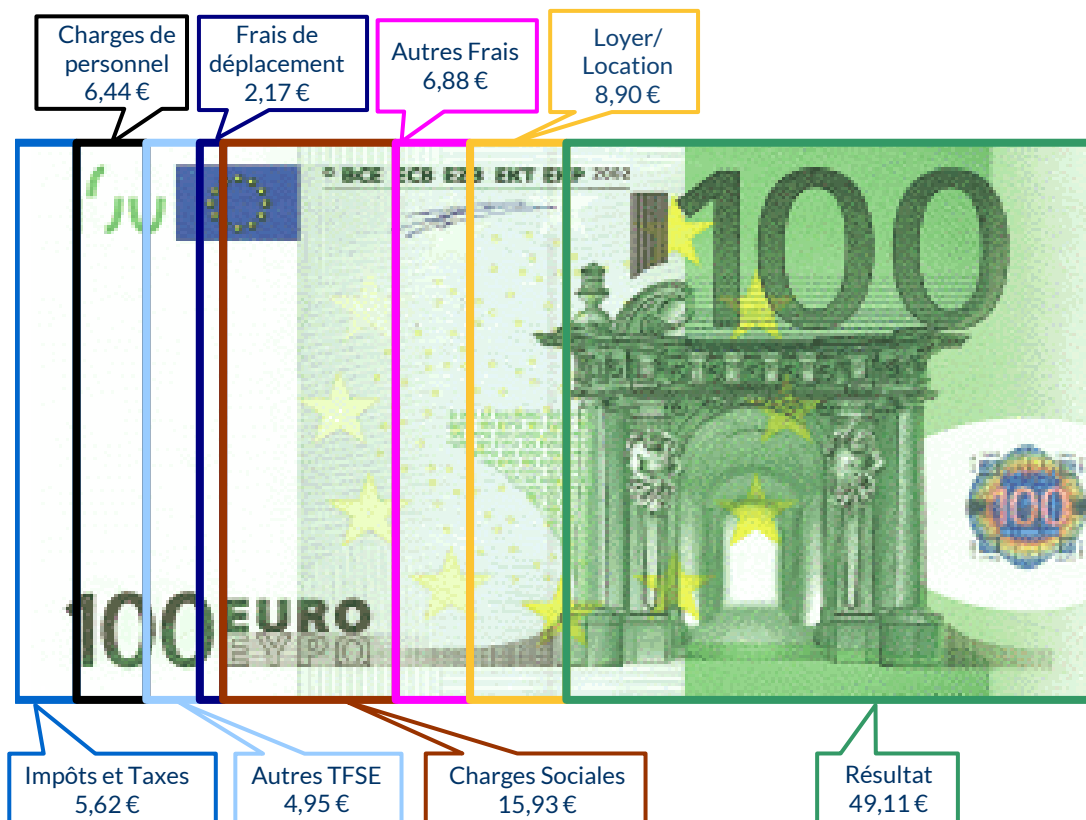 Charges de
personnel
6,44 €
Frais de
déplacement
2,17 €
Autres Frais
6,88 €
Loyer/
Location
8,90 €
© BCE ECB EZB EKT EKP 2002
100
100
100 EURO
ΕΥΡΩ
Impôts et Taxes
5,62 €
Autres TFSE
4,95 €
Charges Sociales
15,93 €
Résultat
49,11 €